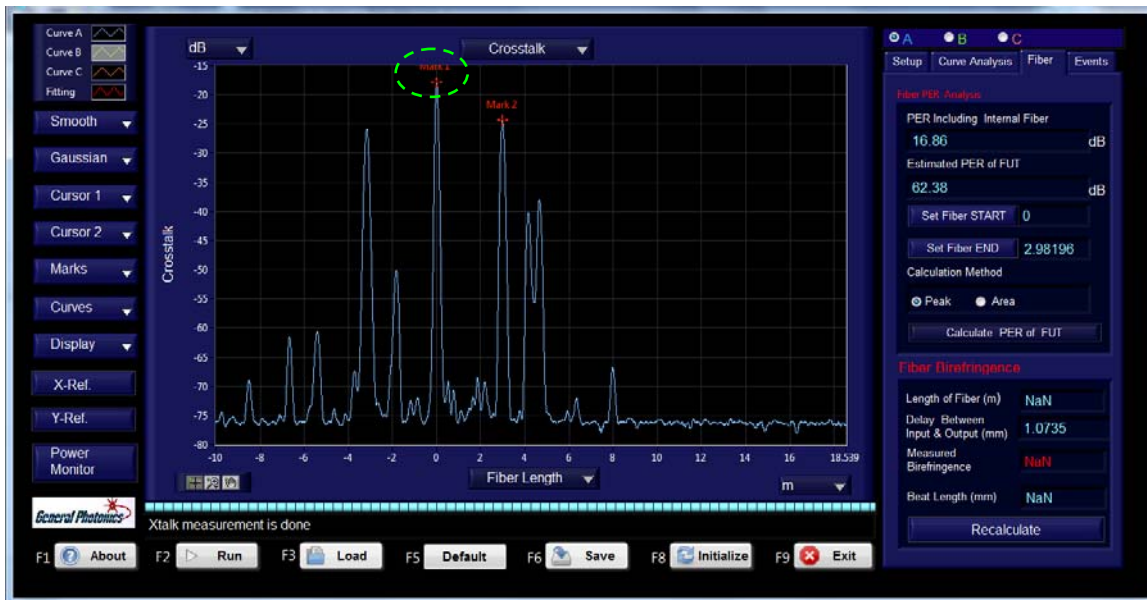 Curve A
Curve B
Curve C
Fitting
Smooth
Gaussian
Cursor 1
Cursor 2
Marks
Curves
Display
X-Ref.
Y-Ref.
Power
Monitor
General Photonics
dB
Crosstalk
Mark 1
Mark 2
Crosstalk
-15
-20
-25
-30
-35
-40
-45
-50
-55
-60
-65
-70
-75
-80
-10 -8 -6 -4 -2 0 2 4 6 8 10 12 14 16 18.539
Fiber Length
m
Xtalk measurement is done
F1 About F2 Run F3 Load F5 Default F6 Save F8 Initialize F9 Exit
A B C
Setup Curve Analysis Fiber Events
Fiber PER Analysis
PER Including Internal Fiber
16.86 dB
Estimated PER of FUT
62.38 dB
Set Fiber START 0
Set Fiber END 2.98196
Calculation Method
Peak Area
Calculate PER of FUT
Fiber Birefringence
Length of Fiber (m) NaN
Delay Between
Input & Output (mm) 1.0735
Measured
Birefringence NaN
Beat Length (mm) NaN
Recalculate